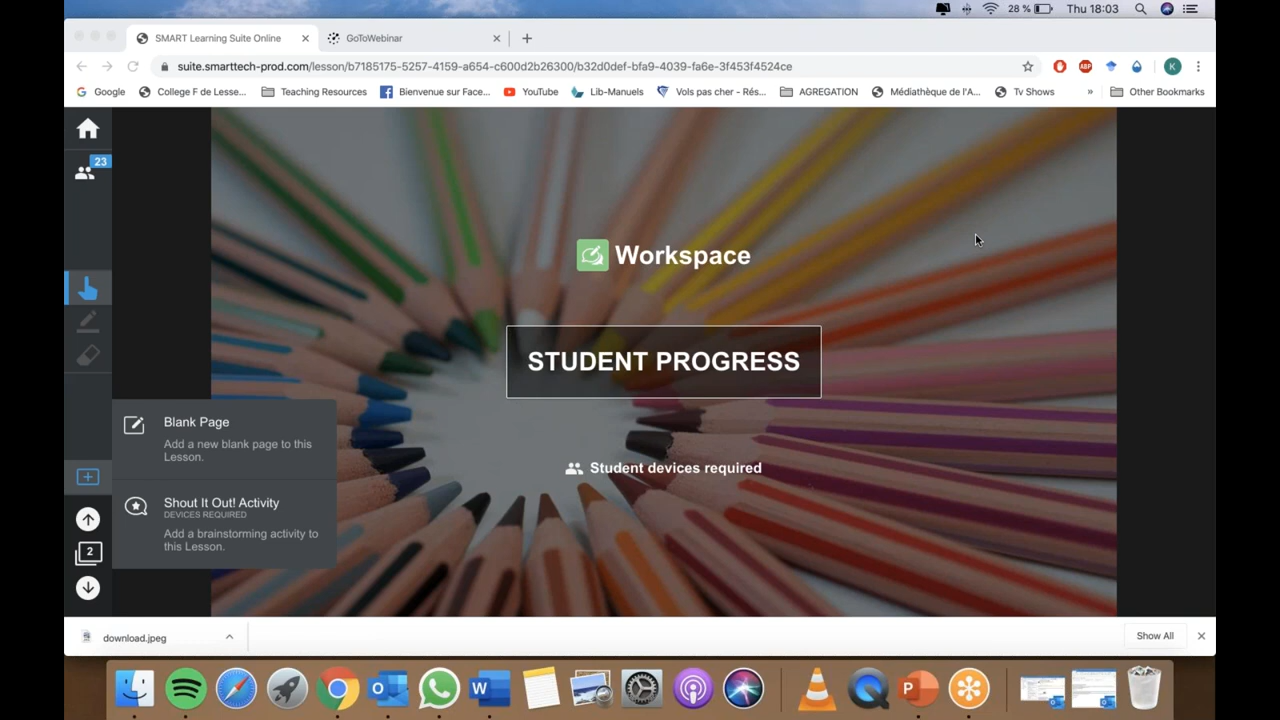 28 %
Thu 18:03
SMART Learning Suite Online
GoToWebinar
suite.smarttech-prod.com/lesson/b7185175-5257-4159-a654-c600d2b26300/b32d0def-bfa9-4039-fa6e-3f453f4524ce
ABP
K
Google
College F de Lesse...
Teaching Resources
Bienvenue sur Face...
YouTube
Lib-Manuels
Vols pas cher - Rés...
AGREGATION
Médiathèque de l'A...
Tv Shows
»
Other Bookmarks
23
Workspace
STUDENT PROGRESS
Student devices required
Blank Page
Add a new blank page to this
Lesson.
Shout It Out! Activity
DEVICES REQUIRED
Add a brainstorming activity to
this Lesson.
2
download.jpeg
Show All